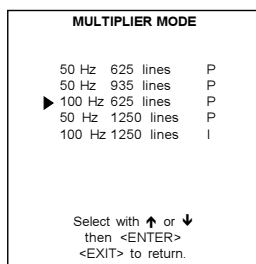 MULTIPLIER MODE
50 Hz 625 lines P
50 Hz 935 lines P
100 Hz 625 lines P
50 Hz 1250 lines P
100 Hz 1250 lines I
Select with ↑ or ↓
then <ENTER>
<EXIT> to return.